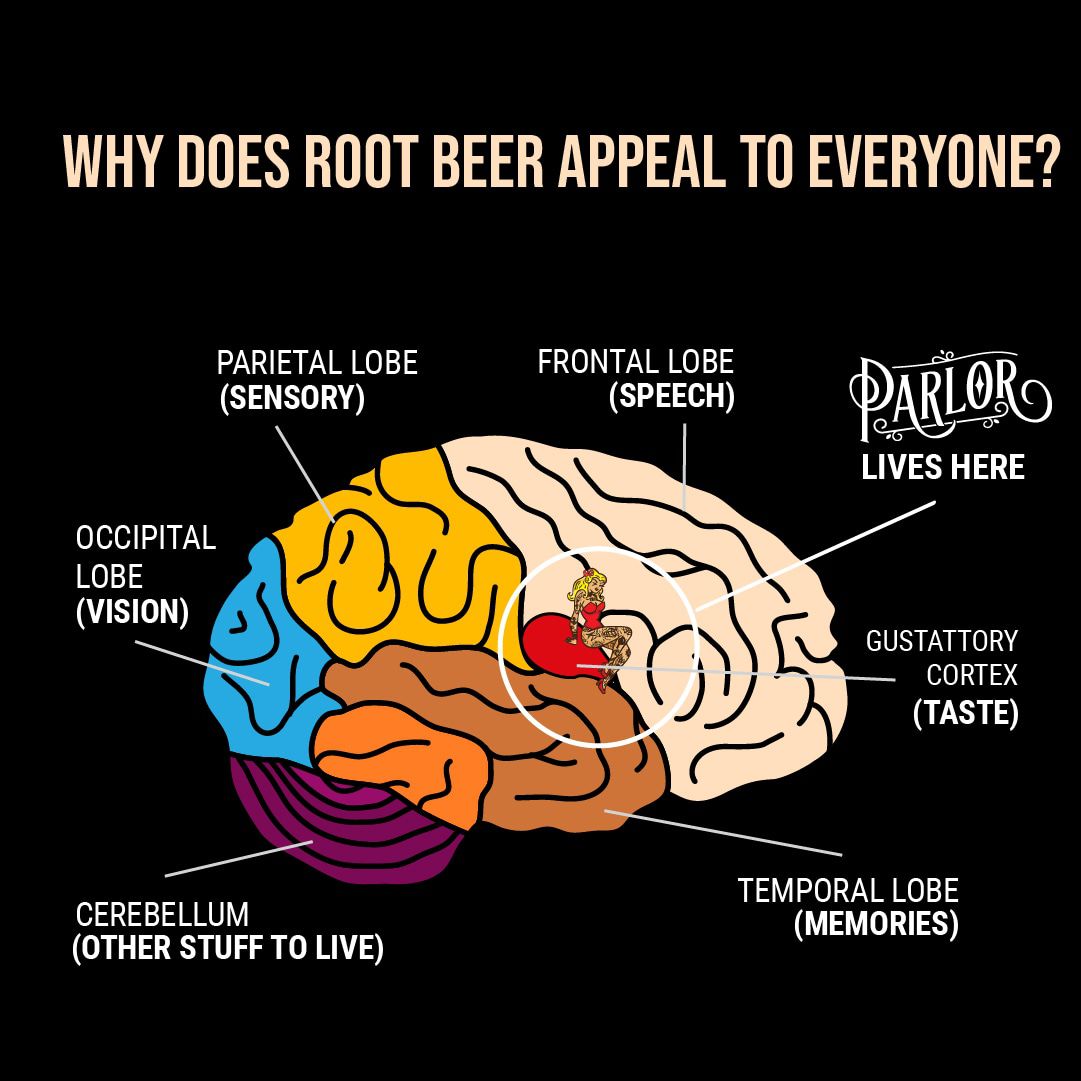 WHY DOES ROOT BEER APPEAL TO EVERYONE?
PARIETAL LOBE
(SENSORY)
FRONTAL LOBE
(SPEECH)
PARLOR
LIVES HERE
OCCIPITAL
LOBE
(VISION)
GUSTATTORY
CORTEX
(TASTE)
TEMPORAL LOBE
(MEMORIES)
CEREBELLUM
(OTHER STUFF TO LIVE)